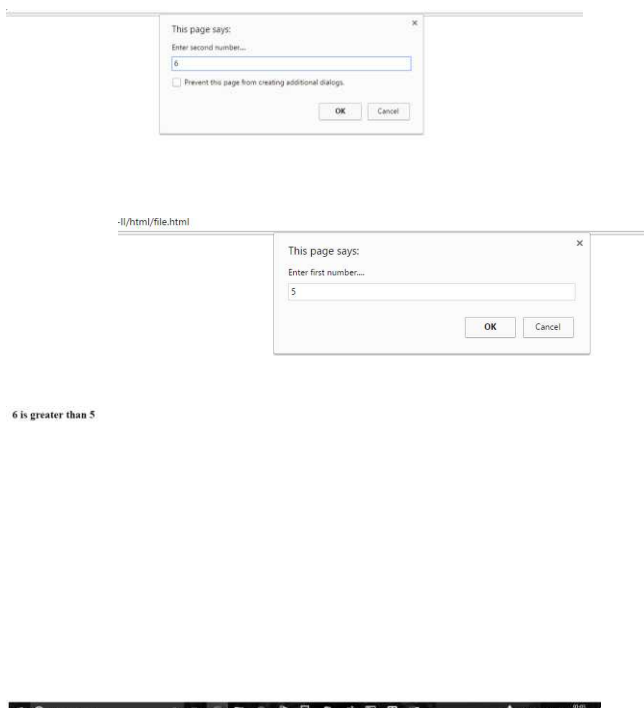 This page says:
Enter second number...
6
Prevent this page from creating additional dialogs.
OK Cancel
-II/html/file.html
This page says:
Enter first number....
5
OK Cancel
6 is greater than 5